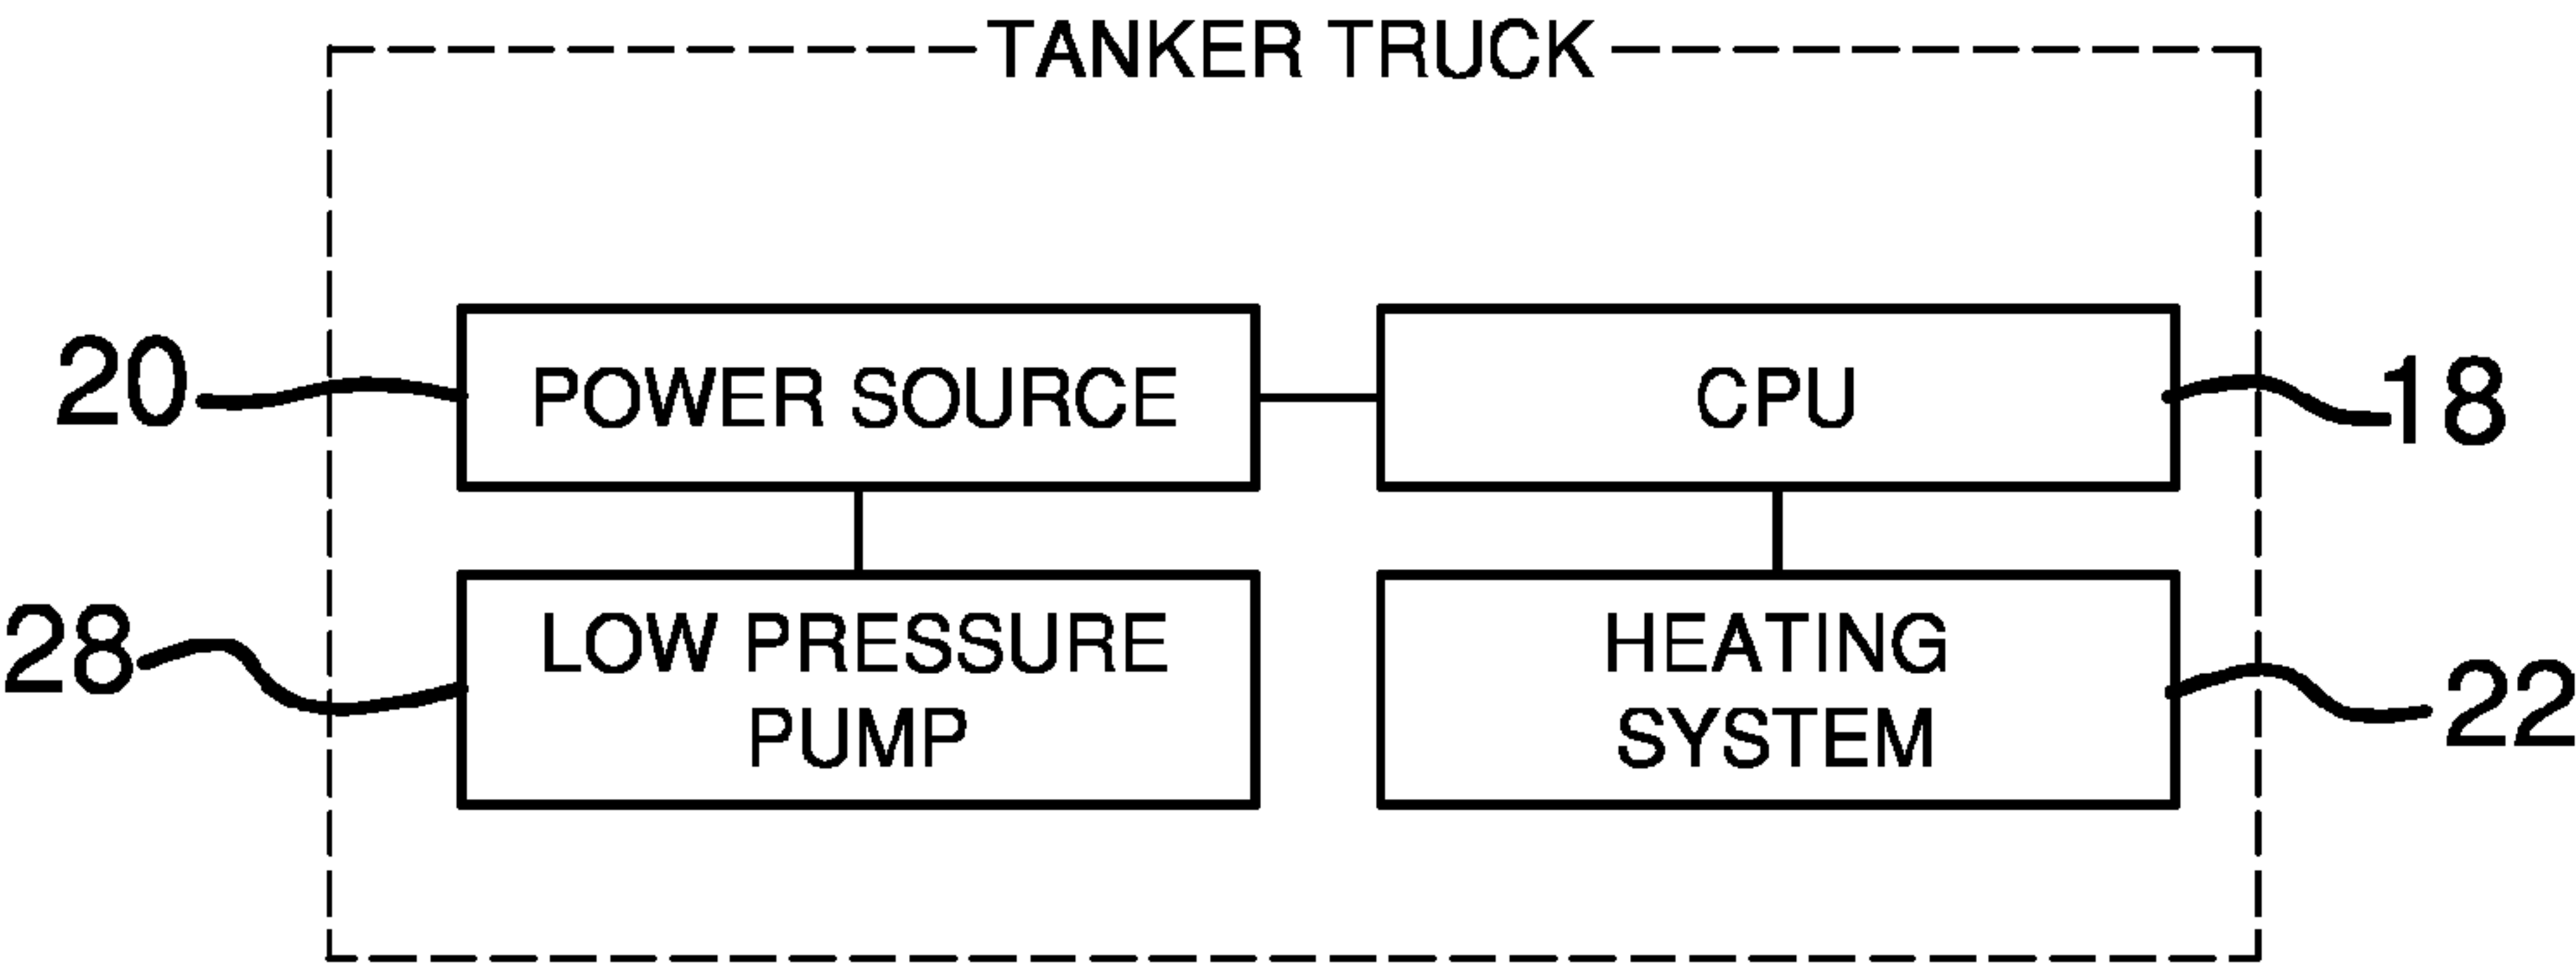 TANKER TRUCK
20
POWER SOURCE
CPU
18
28
LOW PRESSURE
PUMP
HEATING
SYSTEM
22